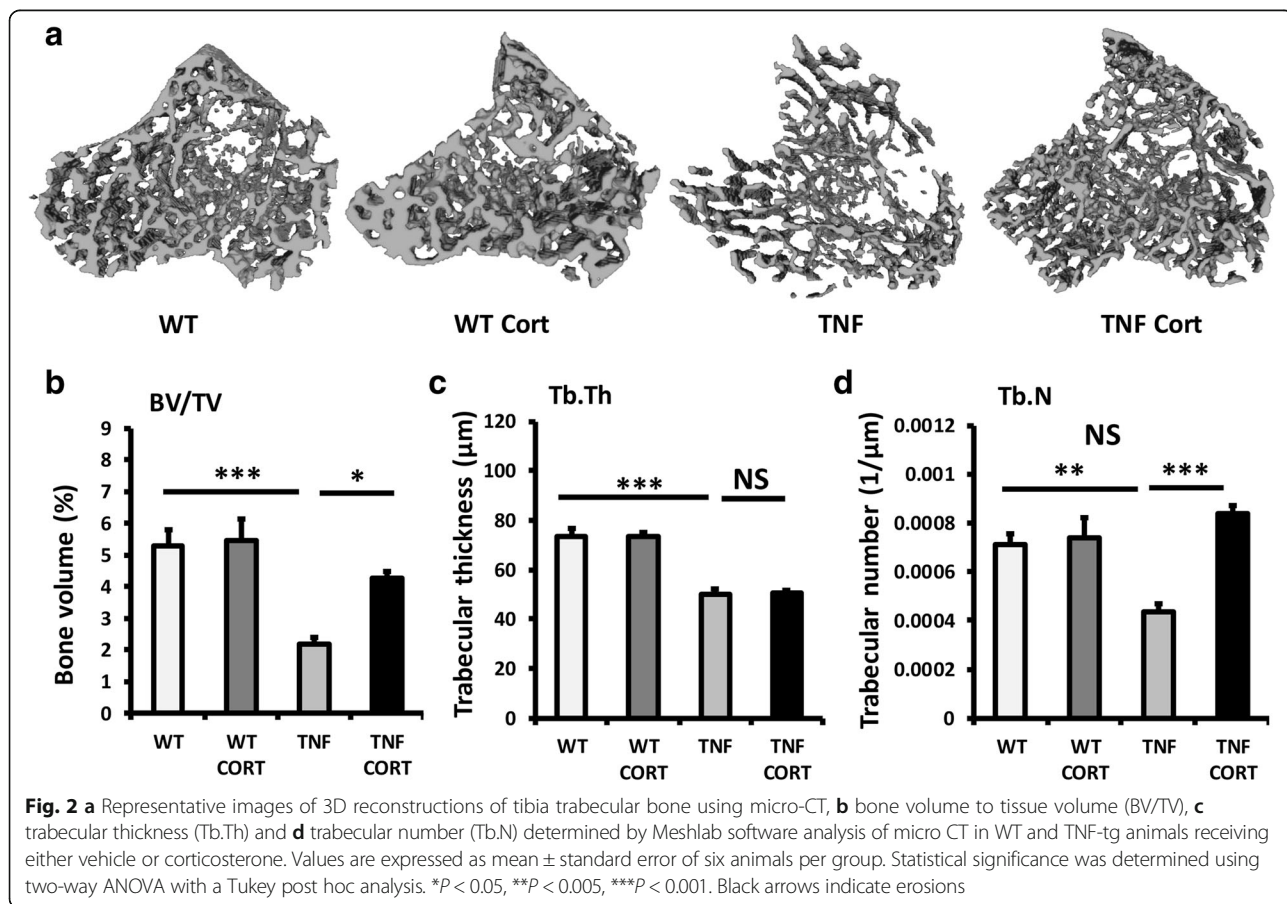 a
WT WT Cort TNF TNF Cort
b
BV/TV
Bone volume (%)
9
8
7
6
5
4
3
2
1
0
***
*
WT
WT
CORT
TNF
TNF
CORT
c
Tb.Th
Trabecular thickness (µm)
120
100
80
60
40
20
0
***
NS
WT
WT
CORT
TNF
TNF
CORT
d
Tb.N
Trabecular number (1/µm)
0.0012
0.001
0.0008
0.0006
0.0004
0.0002
0
NS
**
***
WT
WT
CORT
TNF
TNF
CORT
Fig. 2 a Representative images of 3D reconstructions of tibia trabecular bone using micro-CT, b bone volume to tissue volume (BV/TV), c
trabecular thickness (Tb.Th) and d trabecular number (Tb.N) determined by Meshlab software analysis of micro CT in WT and TNF-tg animals receiving
either vehicle or corticosterone. Values are expressed as mean ± standard error of six animals per group. Statistical significance was determined using
two-way ANOVA with a Tukey post hoc analysis. *P < 0.05, **P < 0.005, ***P < 0.001. Black arrows indicate erosions